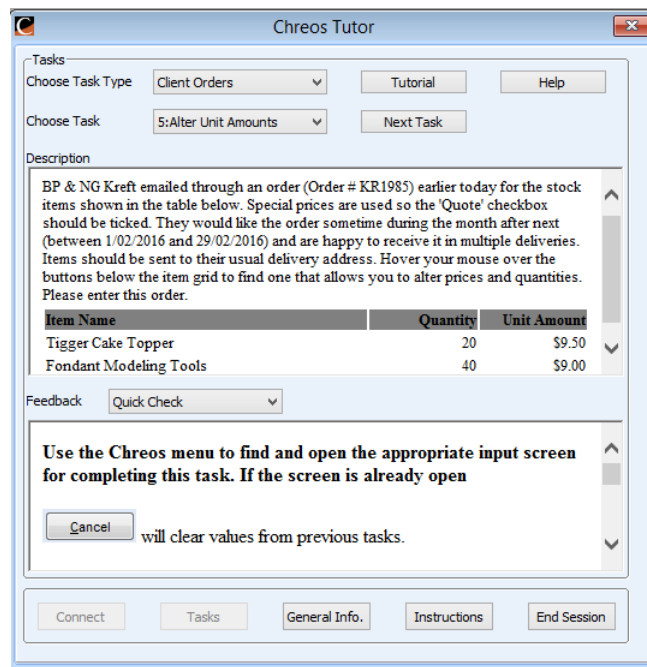 Chreos Tutor
Tasks
Choose Task Type Client Orders Tutorial Help
Choose Task 5:Alter Unit Amounts Next Task
Description
BP & NG Kreft emailed through an order (Order # KR1985) earlier today for the stock
items shown in the table below. Special prices are used so the 'Quote' checkbox
should be ticked. They would like the order sometime during the month after next
(between 1/02/2016 and 29/02/2016) and are happy to receive it in multiple deliveries.
Items should be sent to their usual delivery address. Hover your mouse over the
buttons below the item grid to find one that allows you to alter prices and quantities.
Please enter this order.
Item Name Quantity Unit Amount
Tigger Cake Topper 20 $9.50
Fondant Modeling Tools 40 $9.00
Feedback Quick Check
Use the Chreos menu to find and open the appropriate input screen
for completing this task. If the screen is already open
Cancel will clear values from previous tasks.
Connect Tasks General Info. Instructions End Session